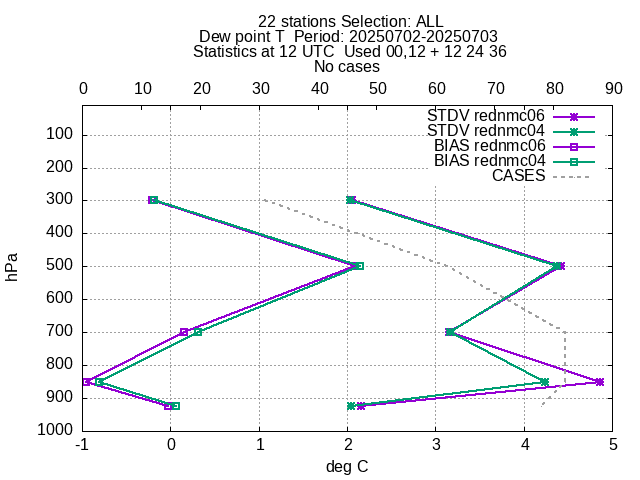 22 stations Selection: ALL
Dew point T  Period: 20250702-20250703
Statistics at 12 UTC  Used 00,12 + 12 24 36
No cases
0 10 20 30 40 50 60 70 80 90
STDV rednmc06
STDV rednmc04
BIAS rednmc06
BIAS rednmc04
CASES
100
200
300
400
500
600
700
800
900
1000
hPa
-1 0 1 2 3 4 5
deg C